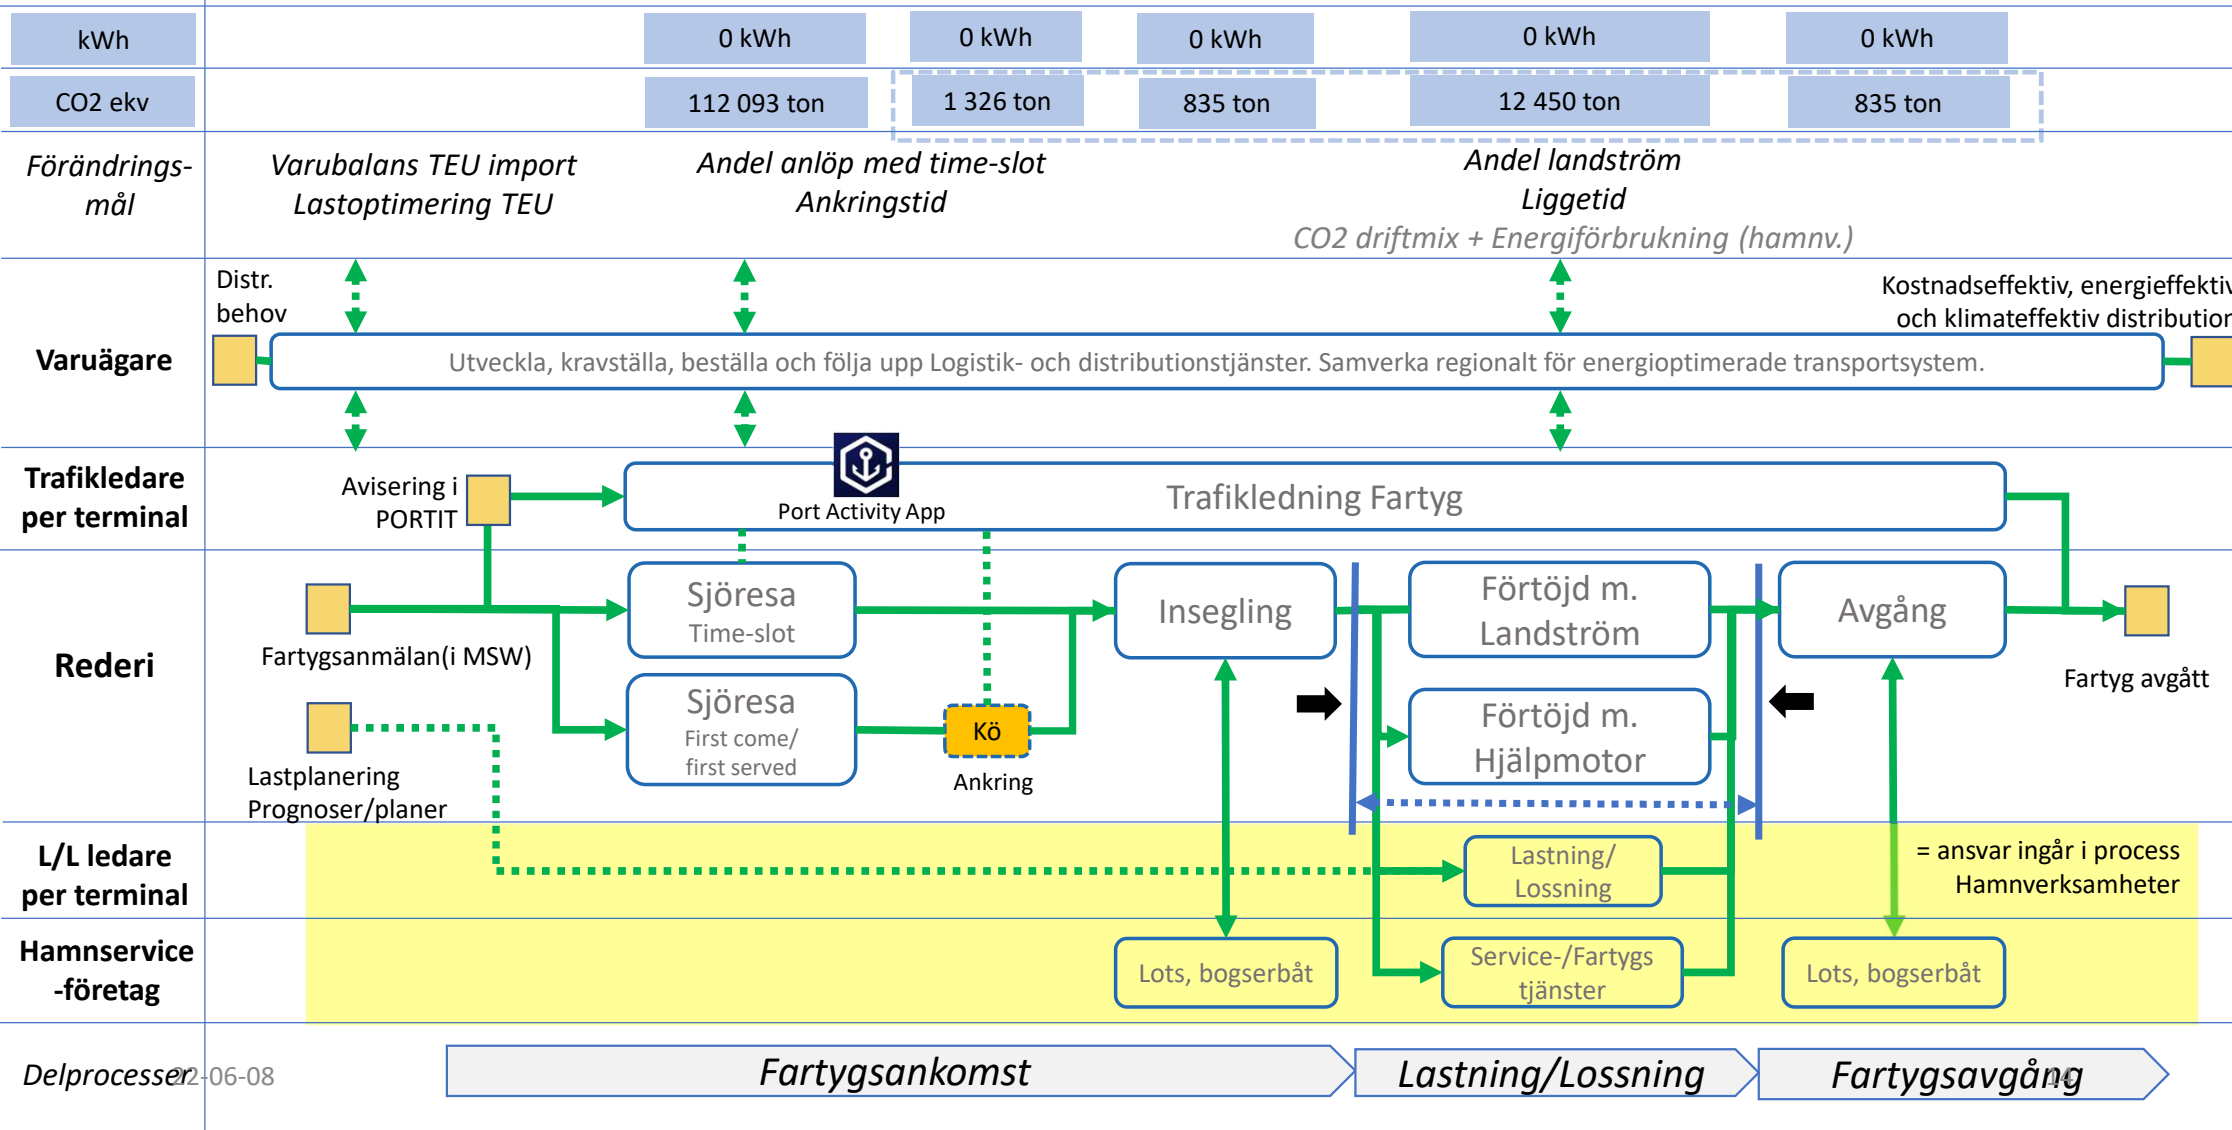 kWh
0 kWh
0 kWh
0 kWh
0 kWh
0 kWh
CO2 ekv
112 093 ton
1 326 ton
835 ton
12 450 ton
835 ton
Förändrings-
mål
Varubalans TEU import
Lastoptimering TEU
Andel anlöp med time-slot
Ankringstid
Andel landström
Liggetid
CO2 driftmix + Energiförbrukning (hamnv.)
Varuägare
Distr.
behov
Utveckla, kravställa, beställa och följa upp Logistik- och distributionstjänster. Samverka regionalt för energioptimerade transportsystem.
Kostnadseffektiv, energieffektiv
och klimateffektiv distribution
Trafikledare
per terminal
Avisering i
PORTIT
Port Activity App
Trafikledning Fartyg
Rederi
Fartygsanmälan(i MSW)
Lastplanering
Prognoser/planer
Sjöresa
Time-slot
Sjöresa
First come/
first served
Kö
Ankring
Insegling
Förtöjd m.
Landström
Förtöjd m.
Hjälpmotor
Avgång
Fartyg avgått
L/L ledare
per terminal
Lastning/
Lossning
= ansvar ingår i process
Hamnverksamheter
Hamnservice
-företag
Lots, bogserbåt
Service-/Fartygs
tjänster
Lots, bogserbåt
Delprocesser
22-06-08
Fartygsankomst
Lastning/Lossning
Fartygsavgång
14